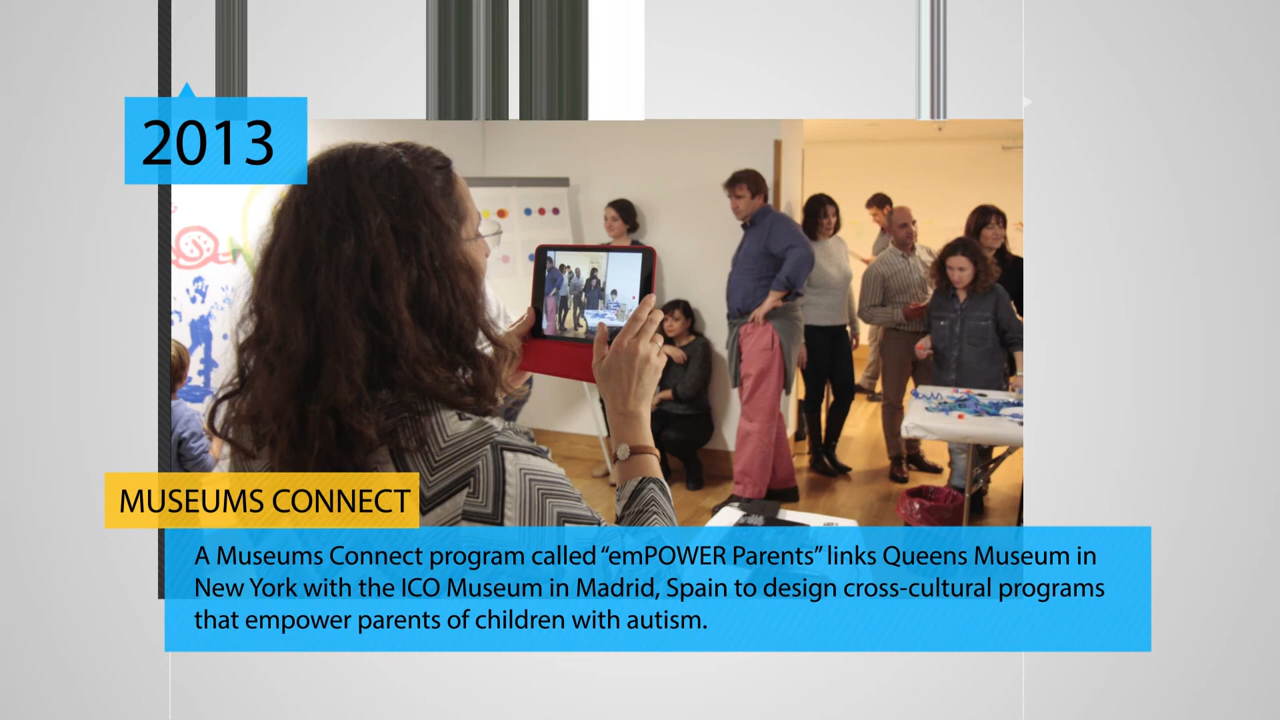 2013
MUSEUMS CONNECT
A Museums Connect program called “emPOWER Parents” links Queens Museum in
New York with the ICO Museum in Madrid, Spain to design cross-cultural programs
that empower parents of children with autism.